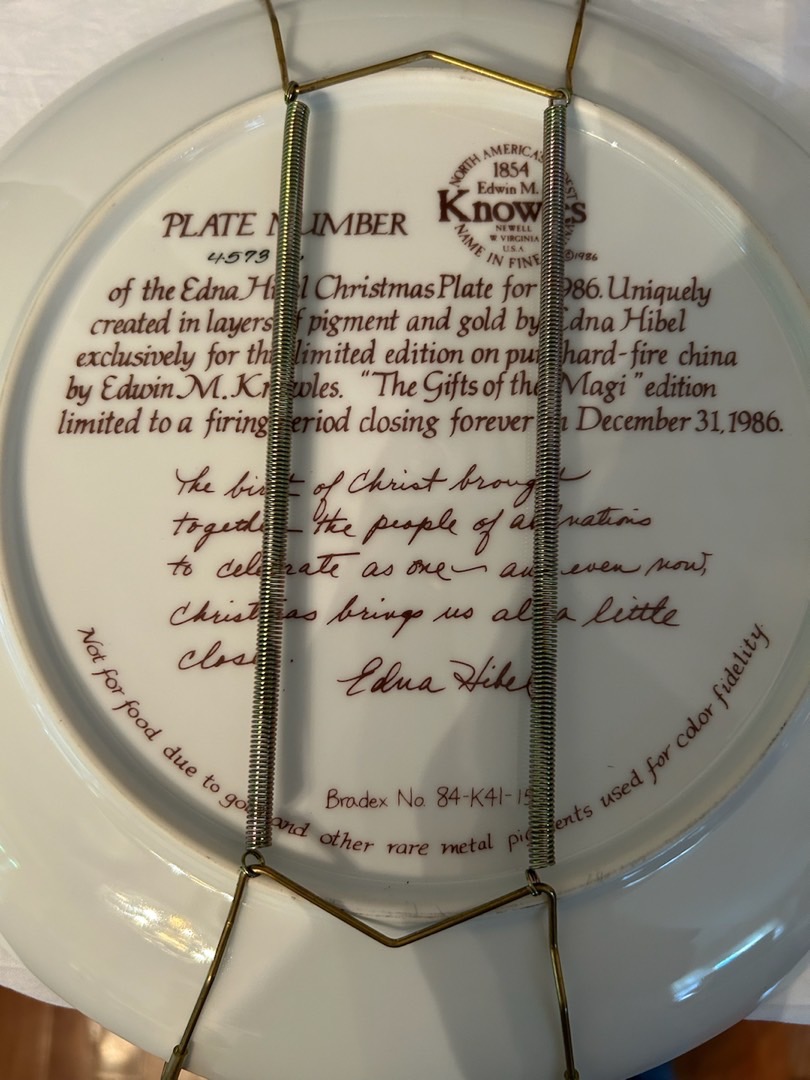 NORTH AMERICA'S
1854
Edwin M.
Knowles
NEWELL
W VIRGINIA
U.S.A
NAME IN FINE
©1986
PLATE NUMBER
4573
of the Edna Hibel Christmas Plate for 1986. Uniquely
created in layers of pigment and gold by Edna Hibel
exclusively for this limited edition on pure hard-fire china
by Edwin M. Knowles. "The Gifts of the Magi" edition
limited to a firing period closing forever on December 31, 1986.
The birth of Christ brought
together the people of all nations
to celebrate as one — and even now,
Christmas brings us all a little
closer.
Edna Hibel
Bradex No. 84-K41-15
Not for food due to gold and other rare metal pigments used for color fidelity